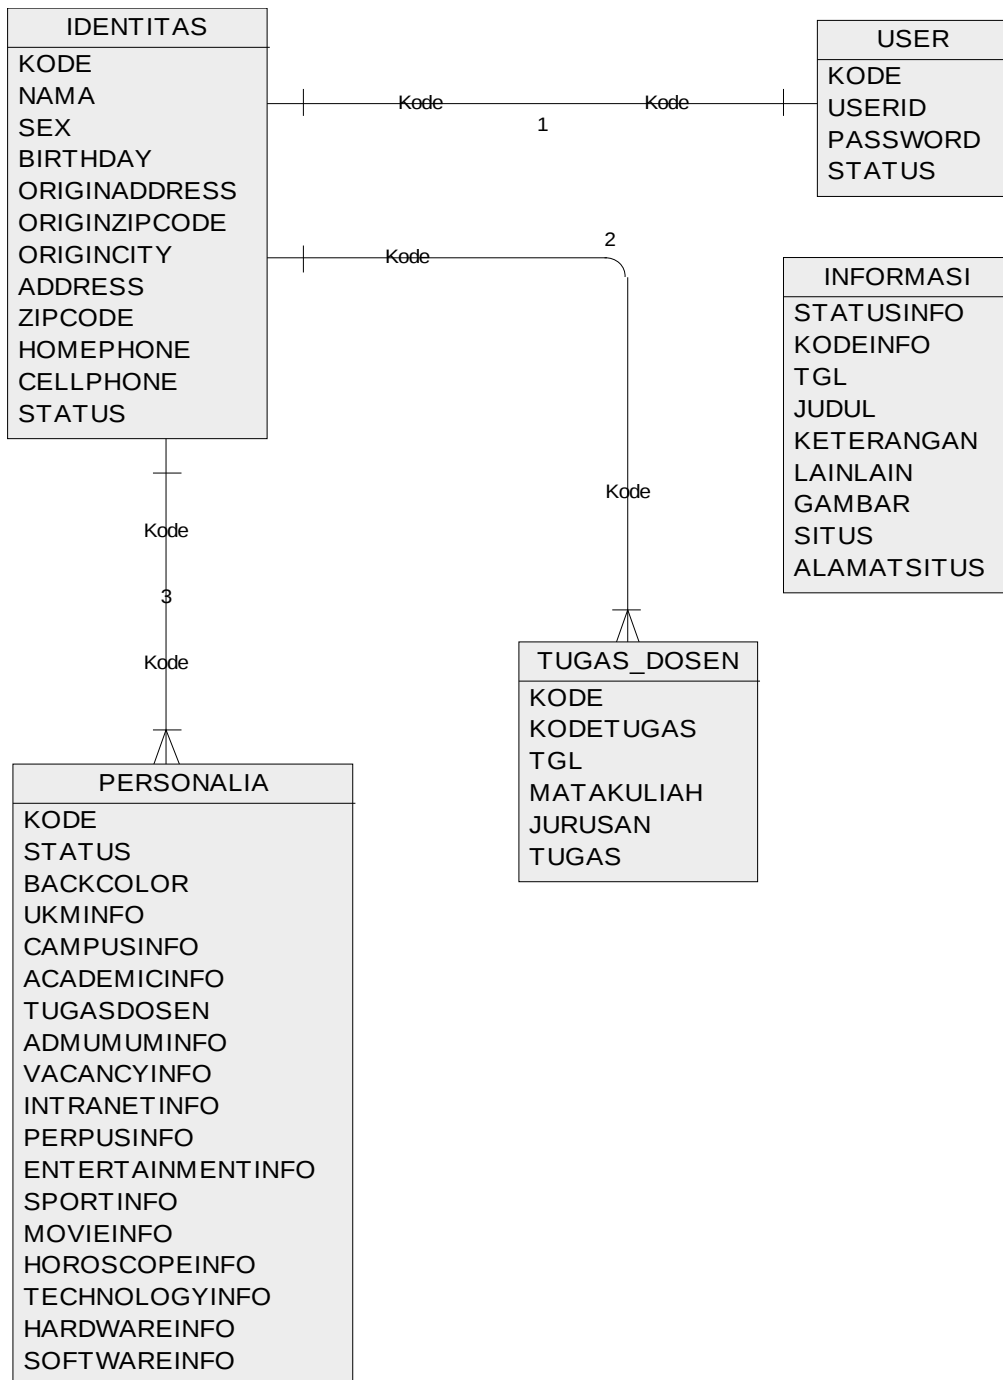 IDENTITAS
KODE
NAMA
SEX
BIRTHDAY
ORIGINADDRESS
ORIGINZIPCODE
ORIGINCITY
ADDRESS
ZIPCODE
HOMEPHONE
CELLPHONE
STATUS
Kode
Kode
1
USER
KODE
USERID
PASSWORD
STATUS
Kode
2
Kode
INFORMASI
STATUSINFO
KODEINFO
TGL
JUDUL
KETERANGAN
LAINLAIN
GAMBAR
SITUS
ALAMATSITUS
Kode
3
Kode
TUGAS_DOSEN
KODE
KODETUGAS
TGL
MATAKULIAH
JURUSAN
TUGAS
PERSONALIA
KODE
STATUS
BACKCOLOR
UKMINFO
CAMPUSINFO
ACADEMICINFO
TUGASDOSEN
ADMUMUMINFO
VACANCYINFO
INTRANETINFO
PERPUSINFO
ENTERTAINMENTINFO
SPORTINFO
MOVIEINFO
HOROSCOPEINFO
TECHNOLOGYINFO
HARDWAREINFO
SOFTWAREINFO